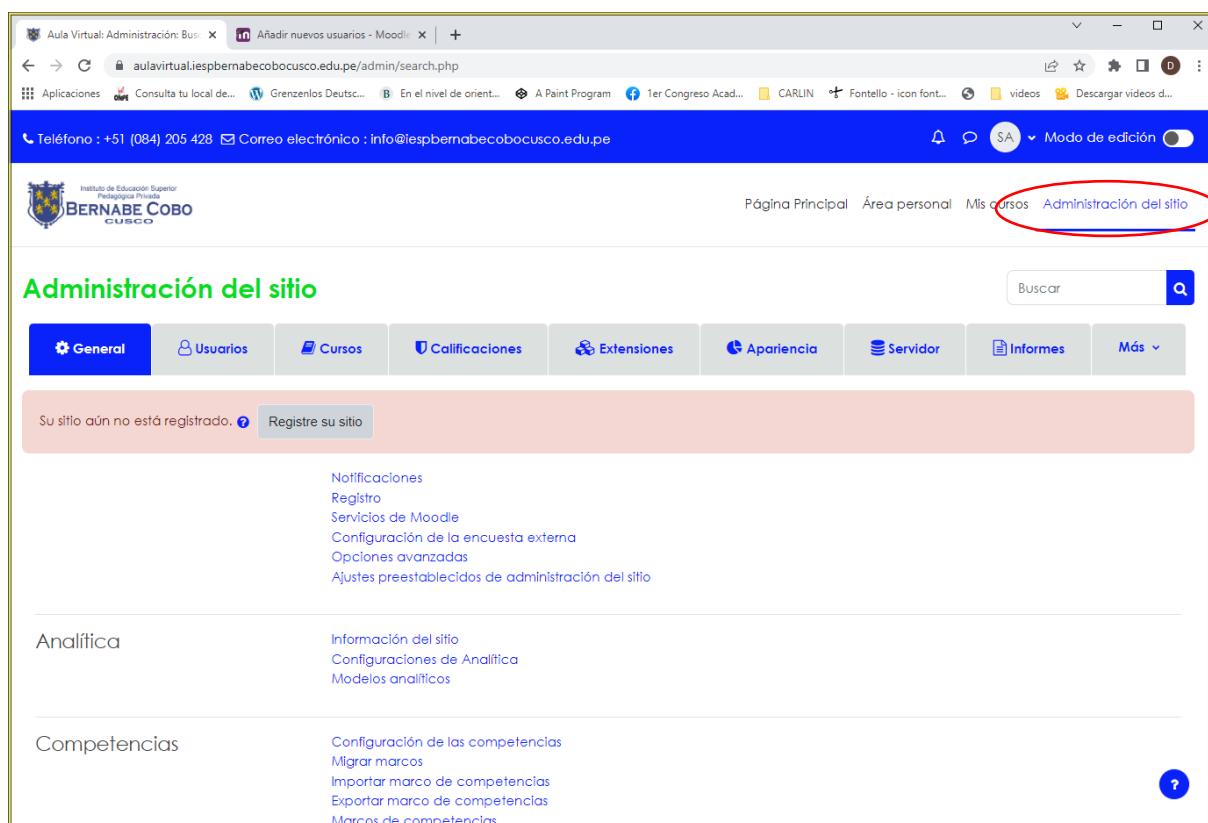 Aula Virtual: Administración: Busc
Añadir nuevos usuarios - Moodle
aulavirtual.iespbernabecobocusco.edu.pe/admin/search.php
D
Aplicaciones Consulta tu local de... Grenzenlos Deutsc... B En el nivel de orient... A Paint Program 1er Congreso Acad... CARLIN Fontello - icon font... videos Descargar videos d...
Teléfono : +51 (084) 205 428 Correo electrónico : info@iespbernabecobocusco.edu.pe SA Modo de edición
Instituto de Educación Superior
Pedagógica Privada
BERNABE COBO
CUSCO
Página Principal Área personal Mis cursos Administración del sitio
Administración del sitio
Buscar
General Usuarios Cursos Calificaciones Extensiones Apariencia Servidor Informes Más
Su sitio aún no está registrado. ? Registre su sitio
Notificaciones
Registro
Servicios de Moodle
Configuración de la encuesta externa
Opciones avanzadas
Ajustes preestablecidos de administración del sitio
Analítica
Información del sitio
Configuraciones de Analítica
Modelos analíticos
Competencias
Configuración de las competencias
Migrar marcos
Importar marco de competencias
Exportar marco de competencias
Marcos de competencias
?